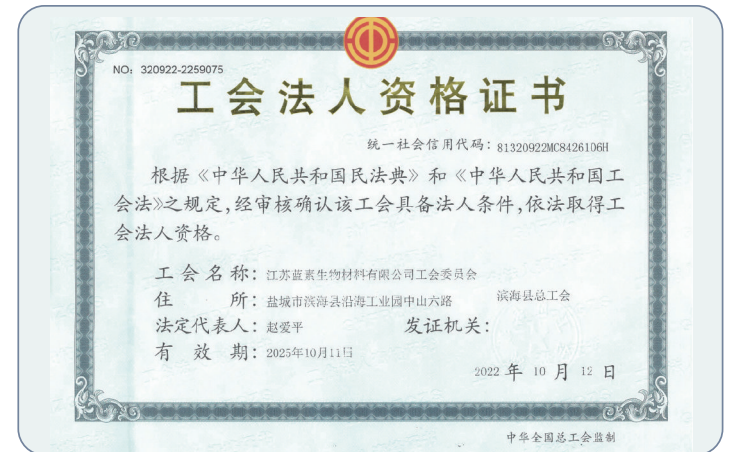 NO: 320922-2259075
工会法人资格证书
统一社会信用代码: 81320922MC8426106H
根据《中华人民共和国民法典》和《中华人民共和国工
会法》之规定,经审核确认该工会具备法人条件,依法取得工
会法人资格。
工会名称: 江苏蓝素生物材料有限公司工会委员会
住 所: 盐城市滨海县沿海工业园中山六路
滨海县总工会
法定代表人: 赵爱平 发证机关:
有 效 期: 2025年10月11日
2022 年 10 月 12 日
中华全国总工会监制